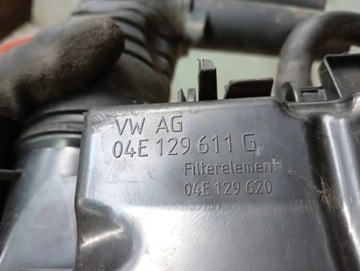 VW AG
04E 129 611 G
Filterelement
04E 129 620